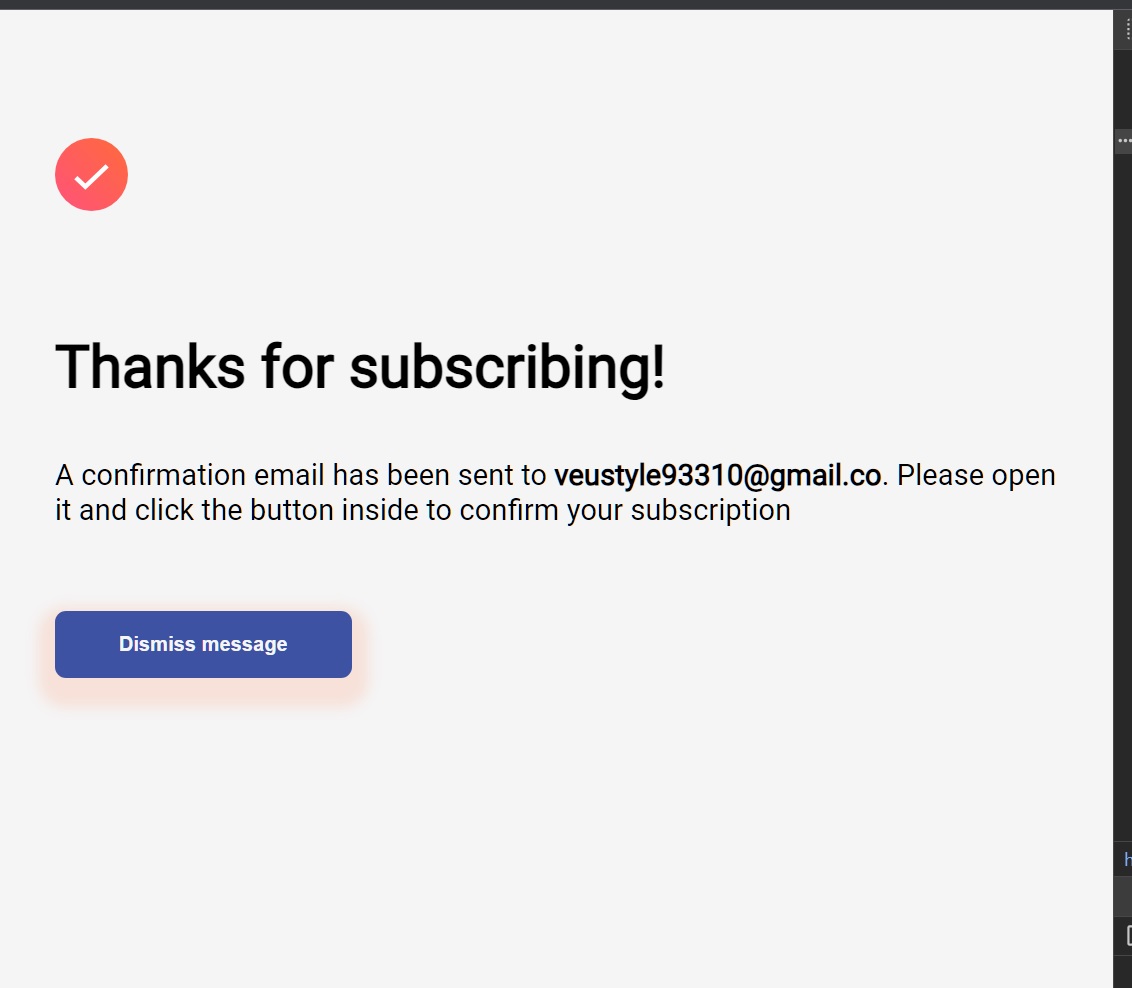 Thanks for subscribing!
A confirmation email has been sent to veustyle93310@gmail.co. Please open
it and click the button inside to confirm your subscription
Dismiss message